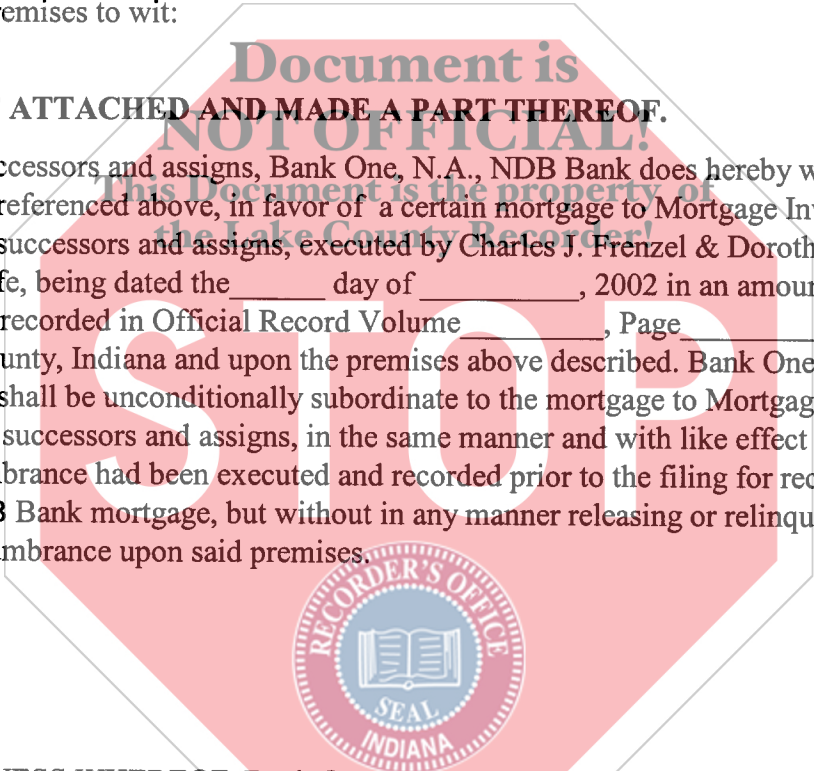 emises to wit:
Document is
ATTACHED AND MADE A PART THEREOF.
NOT OFFICIAL!
ccessors and assigns, Bank One, N.A., NDB Bank does hereby w
This Document is the property of
referenced above, in favor of a certain mortgage to Mortgage In
the Lake County Recorder!
successors and assigns, executed by Charles J. Frenzel & Doroth
fe, being dated the______ day of __________, 2002 in an amou
recorded in Official Record Volume_________, Page_________
unty, Indiana and upon the premises above described. Bank One
shall be unconditionally subordinate to the mortgage to Mortgag
successors and assigns, in the same manner and with like effect
brance had been executed and recorded prior to the filing for rec
B Bank mortgage, but without in any manner releasing or relinqu
mbrance upon said premises.
STOP
RECORDER'S OFFICE
SEAL
INDIANA